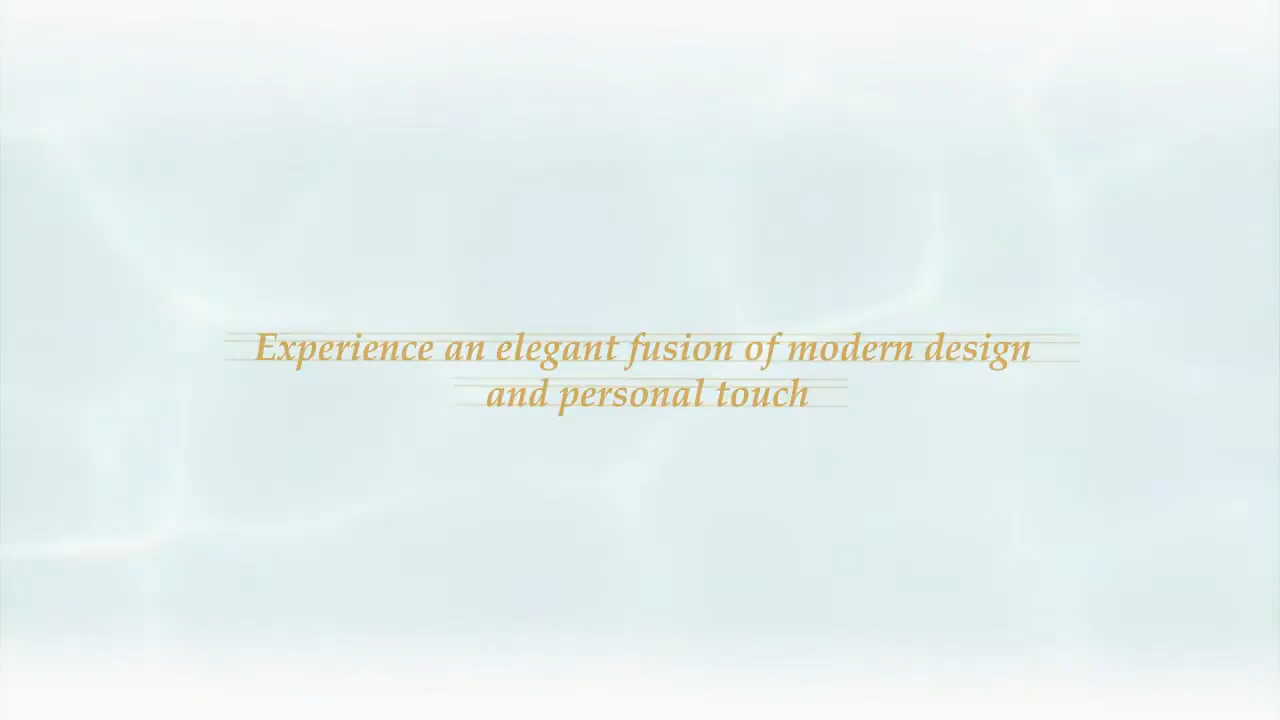 Experience an elegant fusion of modern design
and personal touch